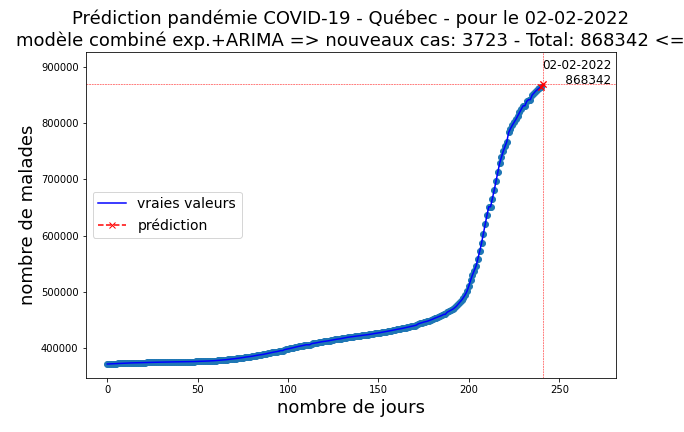 Prédiction pandémie COVID-19 - Québec - pour le 02-02-2022
modèle combiné exp.+ARIMA => nouveaux cas: 3723 - Total: 868342 <=
02-02-2022
868342
900000
800000
700000
600000
500000
400000
nombre de malades
vraies valeurs
prédiction
0 50 100 150 200 250
nombre de jours